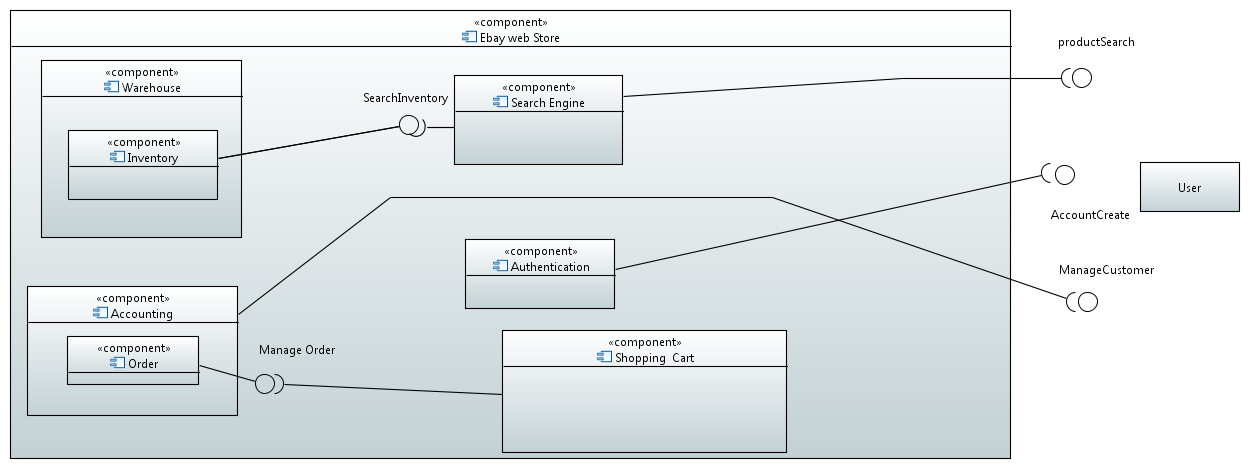 «component»
Ebay web Store
productSearch
«component»
Warehouse
«component»
Search Engine
SearchInventory
«component»
Inventory
User
AccountCreate
«component»
Authentication
ManageCustomer
«component»
Accounting
«component»
Order
Manage Order
«component»
Shopping Cart